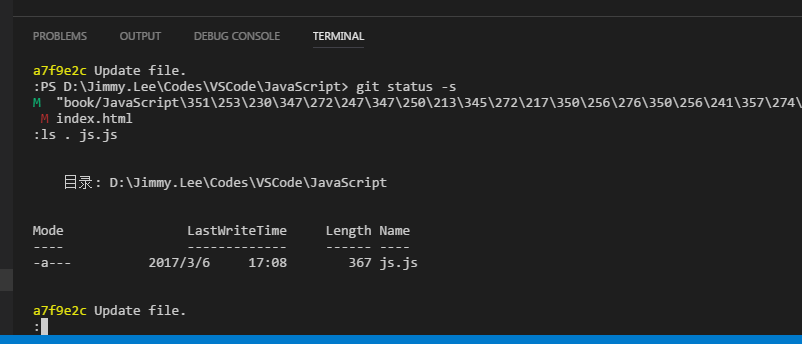 PROBLEMS OUTPUT DEBUG CONSOLE TERMINAL
a7f9e2c Update file.
:PS D:\Jimmy.Lee\Codes\VSCode\JavaScript> git status -s
M  "book/JavaScript\351\253\230\347\272\247\347\250\213\345\272\217\350\256\276\350\256\241\357\274\
 M index.html
:ls . js.js
目录: D:\Jimmy.Lee\Codes\VSCode\JavaScript
Mode LastWriteTime Length Name
---- ------------- ------ ----
-a--- 2017/3/6 17:08 367 js.js
a7f9e2c Update file.
: